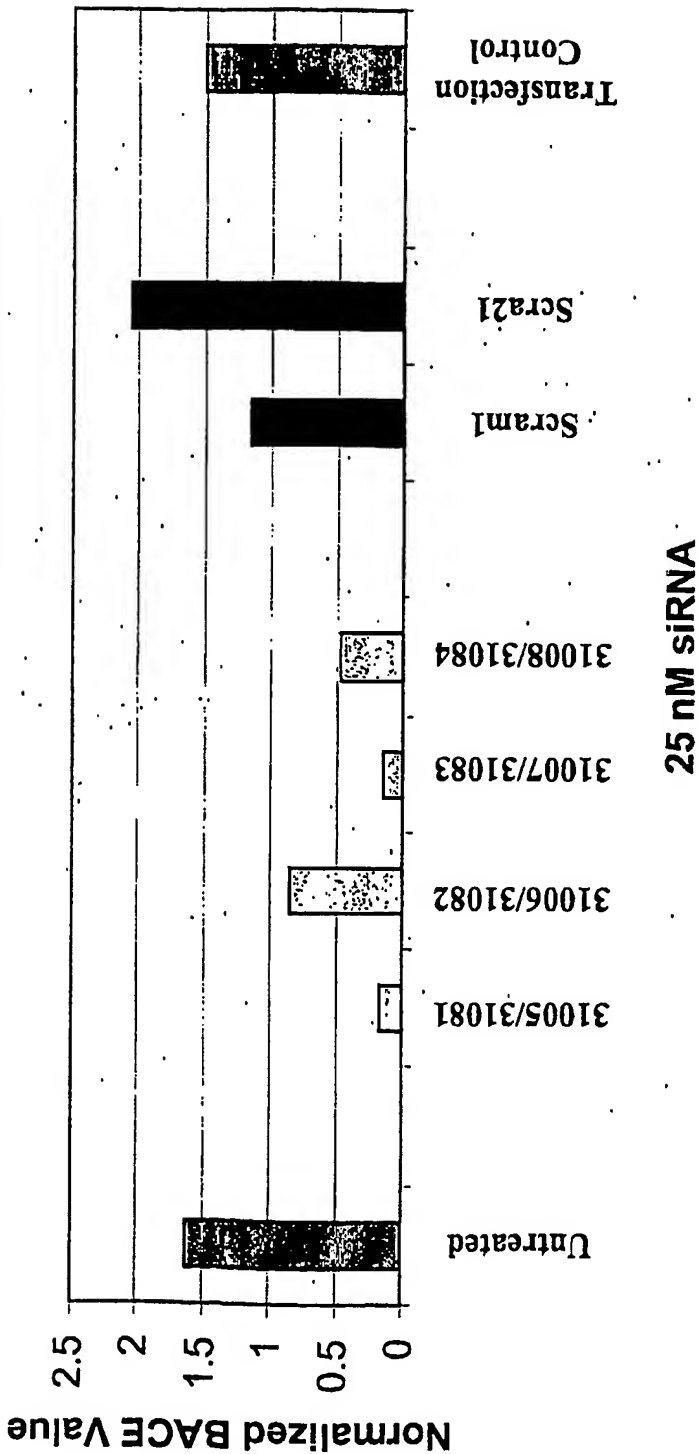 Normalized BACE Value
2.5
2
1.5
1
0.5
0
Untreated
31005/31081
31006/31082
31007/31083
31008/31084
Scram1
Scra21
Transfection
Control
25 nM siRNA